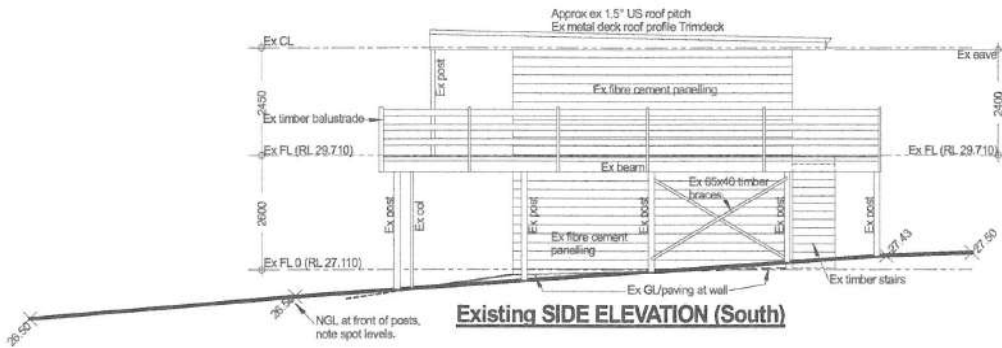 Approx ex 1.5° US roof pitch
Ex metal deck roof profile Trimdeck
Ex CL
Ex eave
Ex post
Ex fibre cement panelling
2450
2400
Ex timber balustrade
Ex FL (RL 29.710)
Ex FL (RL 29.710)
Ex beam
Ex 65x40 timber
braces
2600
Ex post
Ex col
Ex post
Ex post
Ex post
Ex post
Ex fibre cement
panelling
27.43
27.50
Ex FL 0 (RL 27.110)
Ex timber stairs
Ex GL/paving at wall
26.50
NGL at front of posts,
note spot levels.
Existing SIDE ELEVATION (South)